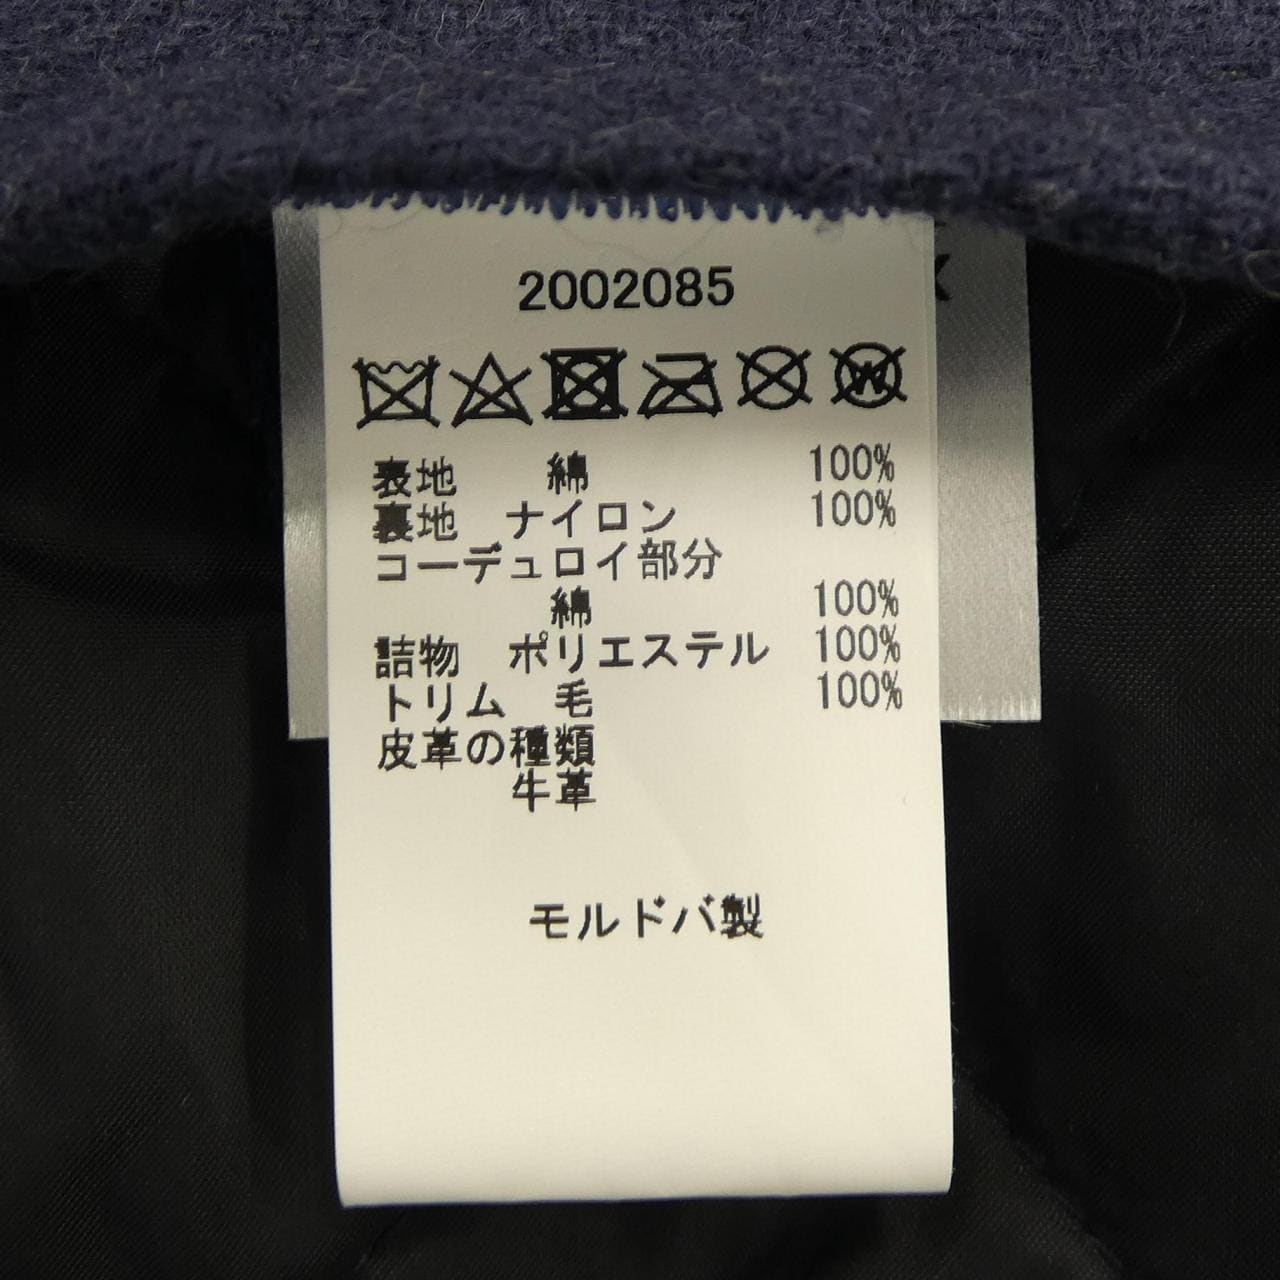 2002085
表地 綿 100%
裏地 ナイロン 100%
コーデュロイ部分
綿 100%
詰物 ポリエステル 100%
トリム 毛 100%
皮革の種類
牛革
モルドバ製